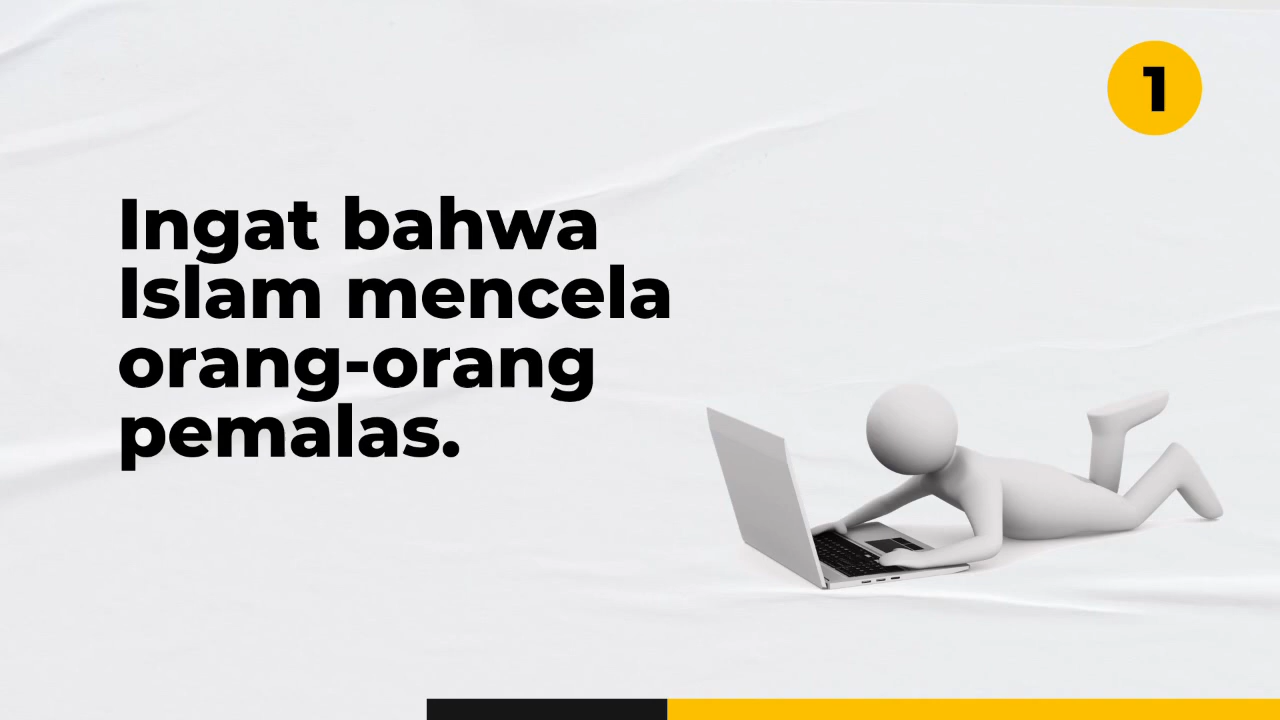 1
Ingat bahwa
Islam mencela
orang-orang
pemalas.